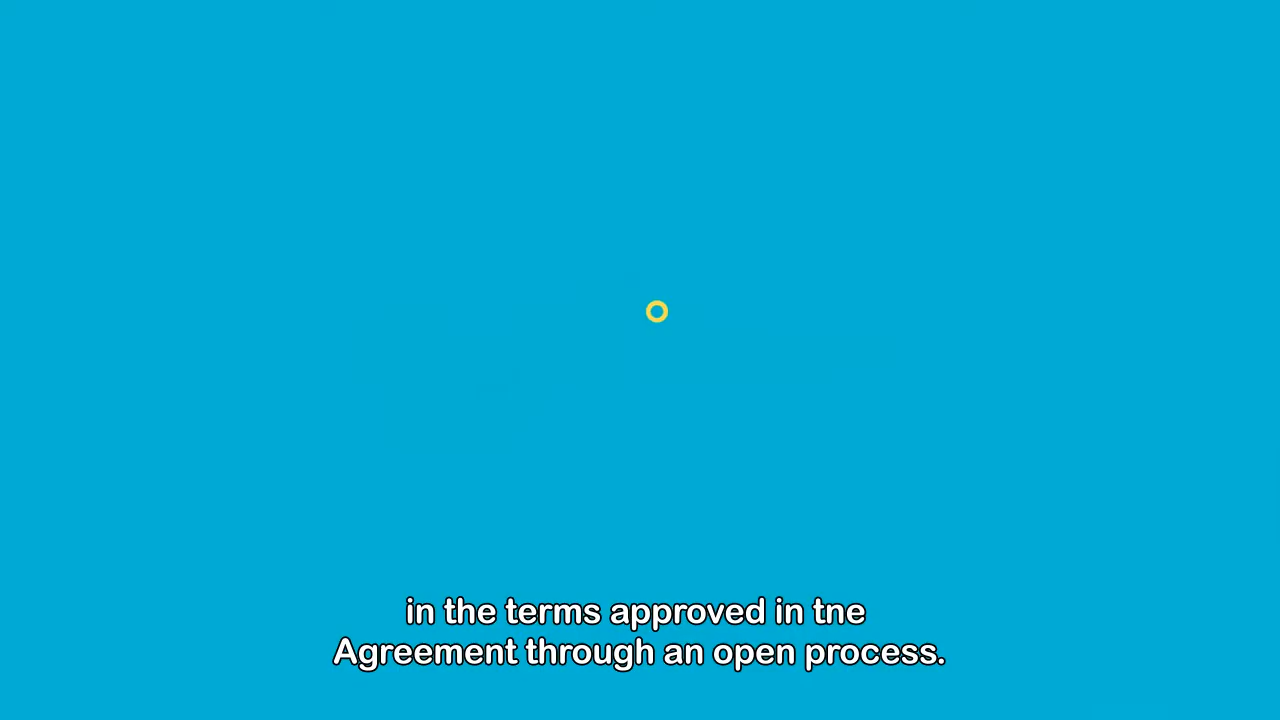 in the terms approved in tne
Agreement through an open process.